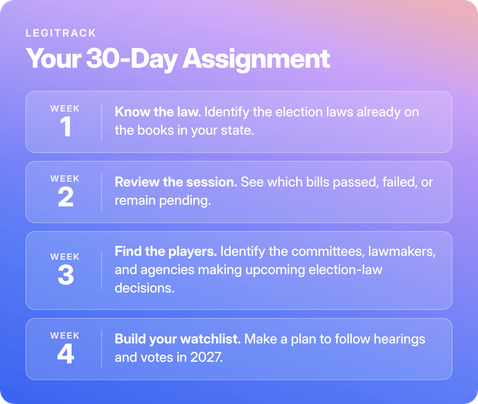 LEGITRACK
Your 30-Day Assignment
WEEK
1
Know the law. Identify the election laws already on
the books in your state.
WEEK
2
Review the session. See which bills passed, failed, or
remain pending.
WEEK
3
Find the players. Identify the committees, lawmakers,
and agencies making upcoming election-law
decisions.
WEEK
4
Build your watchlist. Make a plan to follow hearings
and votes in 2027.